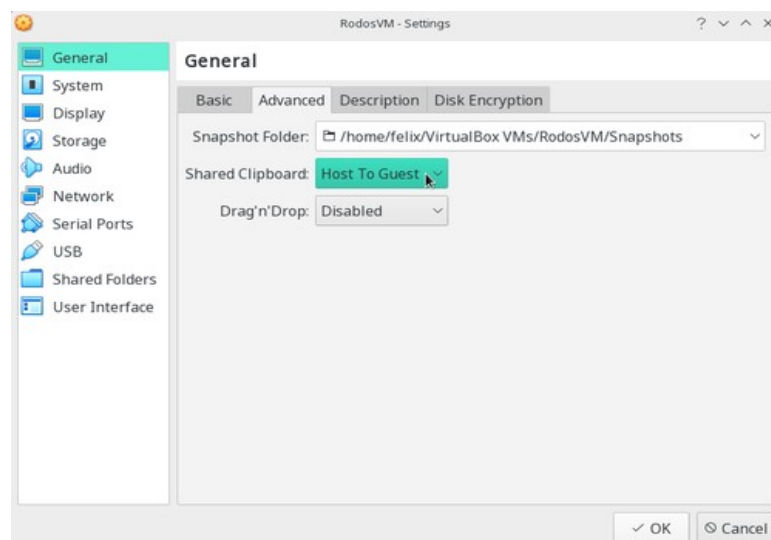 RodosVM - Settings
General
System
Display
Storage
Audio
Network
Serial Ports
USB
Shared Folders
User Interface
General
Basic Advanced Description Disk Encryption
Snapshot Folder: /home/felix/VirtualBox VMs/RodosVM/Snapshots
Shared Clipboard: Host To Guest
Drag'n'Drop: Disabled
OK Cancel